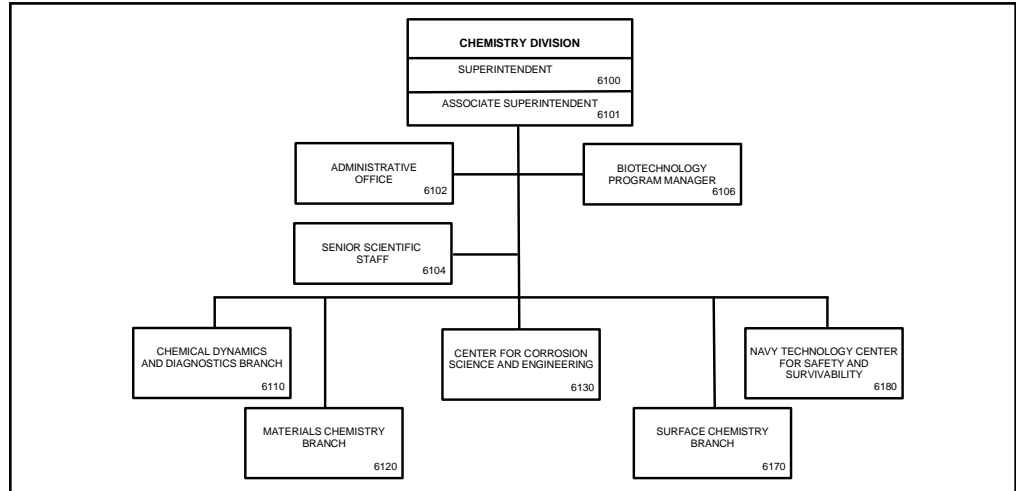 CHEMISTRY DIVISION
SUPERINTENDENT
6100
ASSOCIATE SUPERINTENDENT
6101
ADMINISTRATIVE
OFFICE
6102
BIOTECHNOLOGY
PROGRAM MANAGER
6106
SENIOR SCIENTIFIC
STAFF
6104
CHEMICAL DYNAMICS
AND DIAGNOSTICS BRANCH
6110
CENTER FOR CORROSION
SCIENCE AND ENGINEERING
6130
NAVY TECHNOLOGY CENTER
FOR SAFETY AND
SURVIVABILITY
6180
MATERIALS CHEMISTRY
BRANCH
6120
SURFACE CHEMISTRY
BRANCH
6170